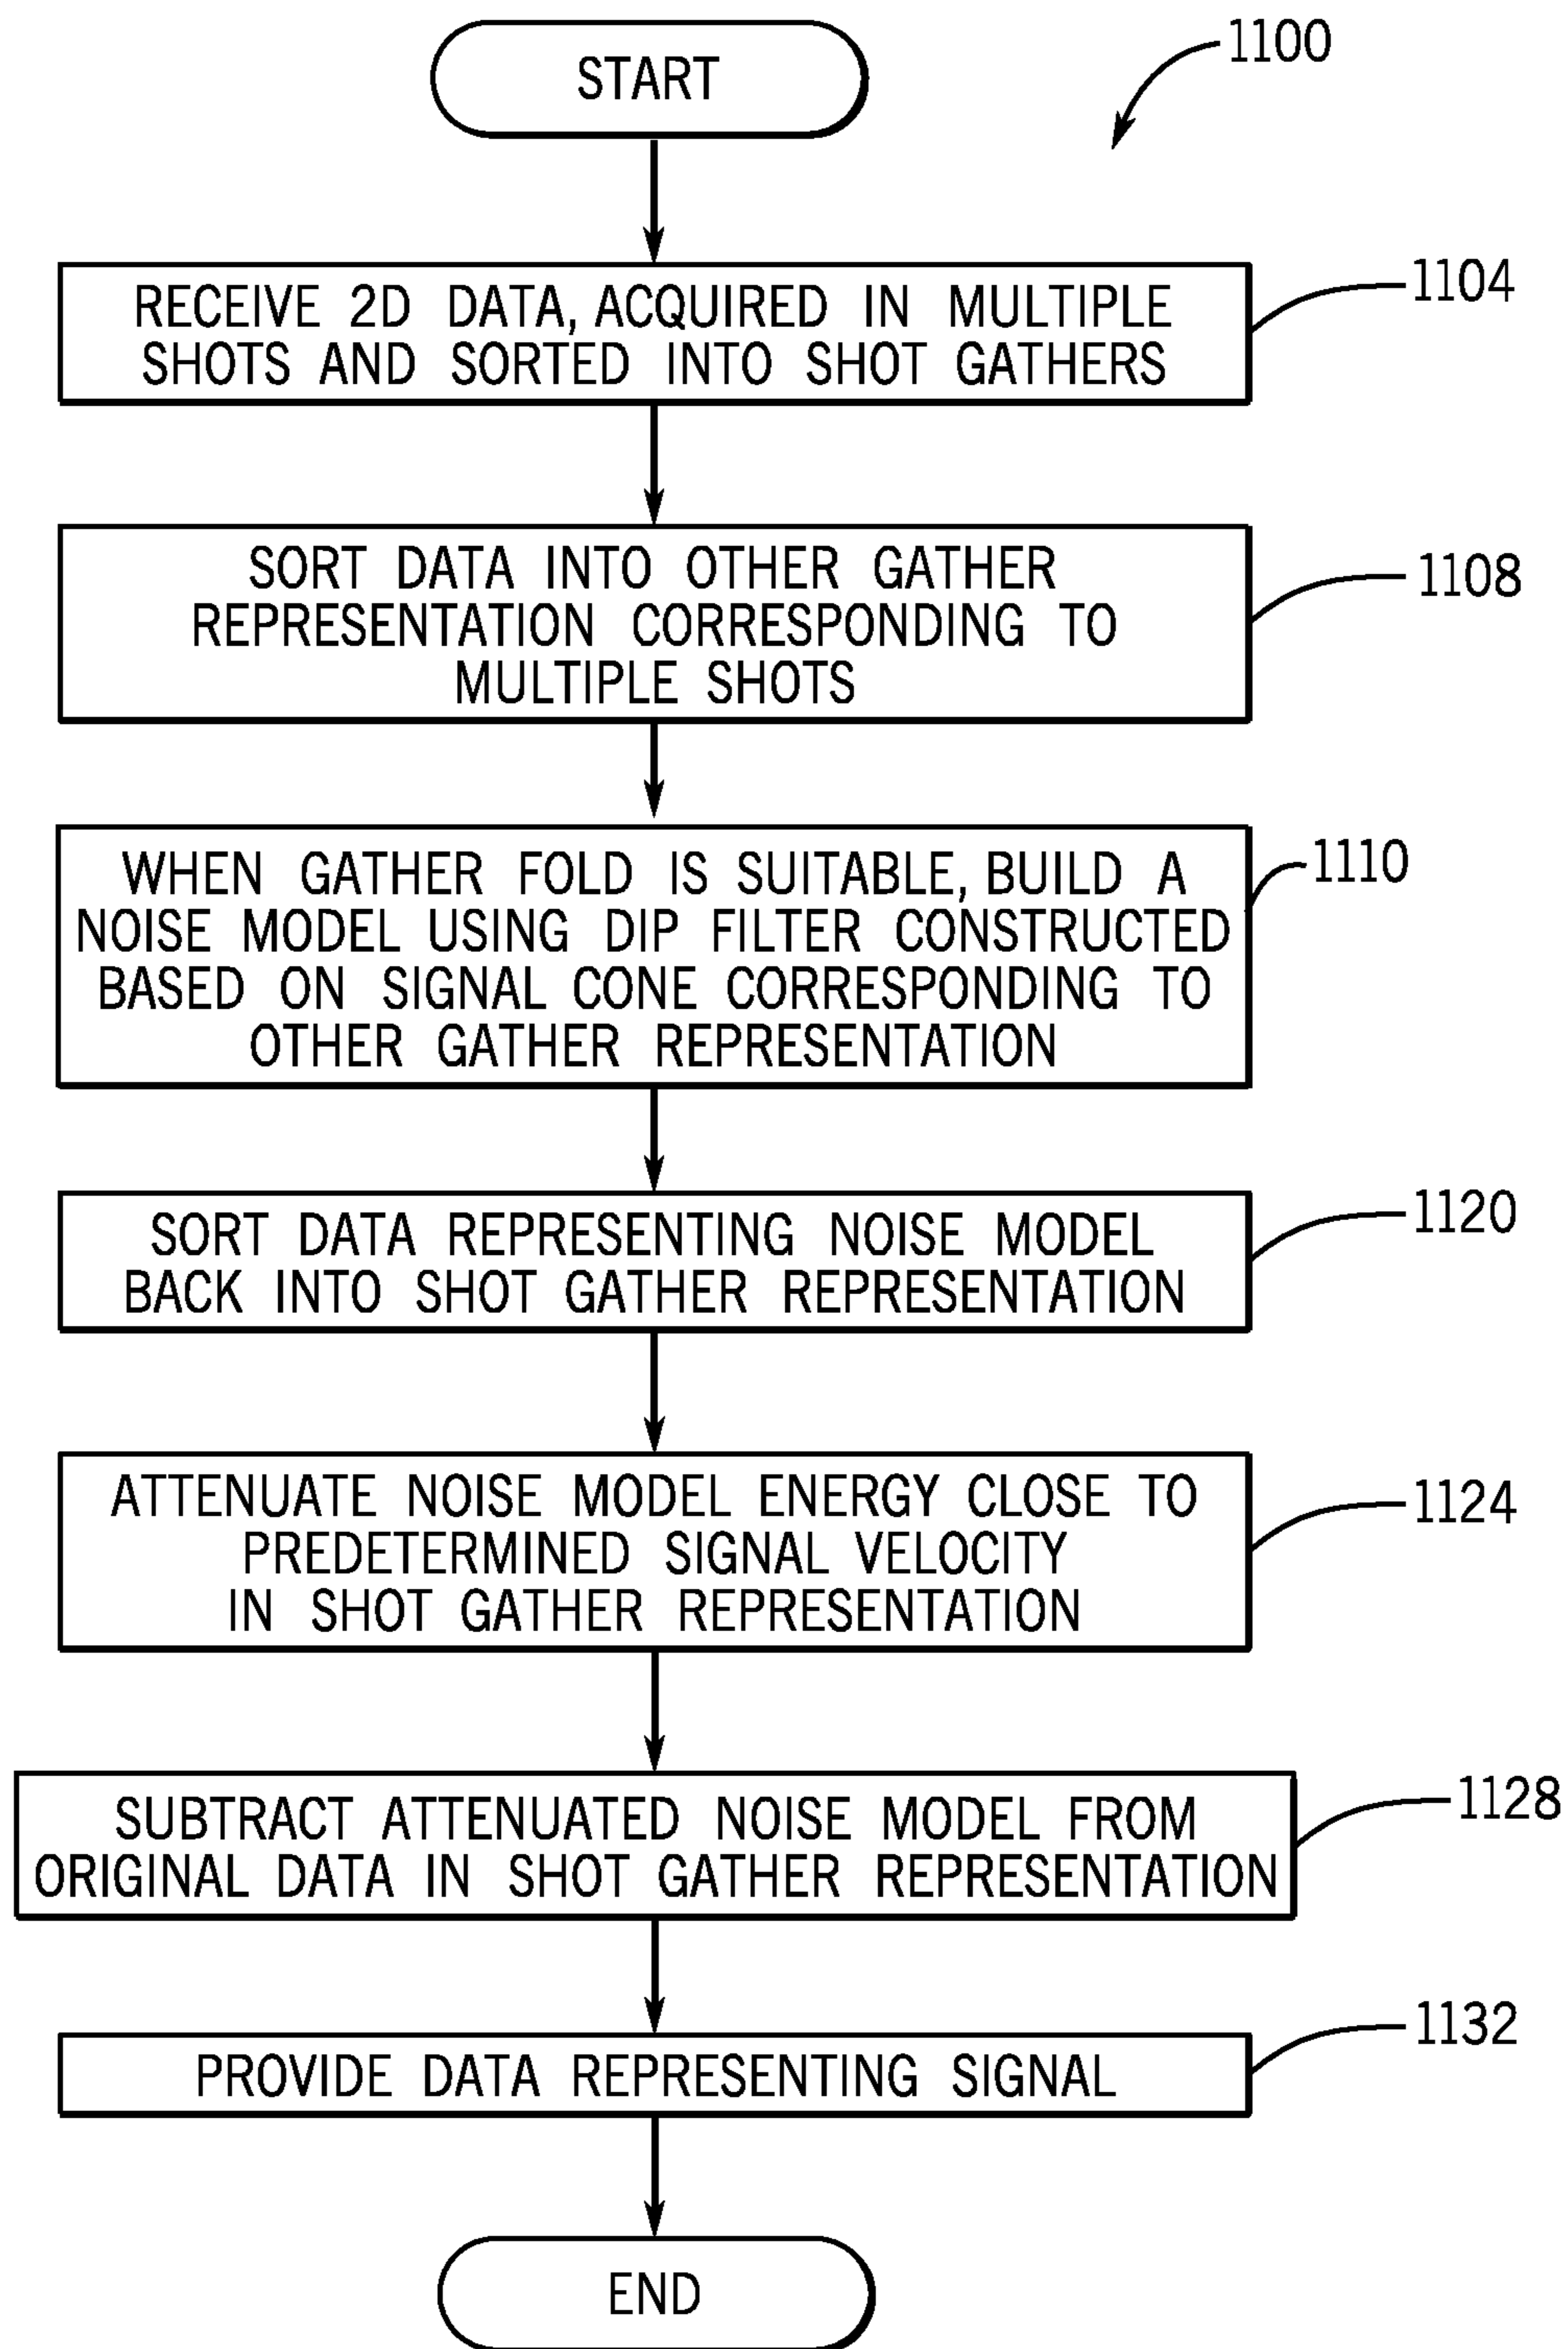 START
1100
RECEIVE 2D DATA, ACQUIRED IN MULTIPLE
SHOTS AND SORTED INTO SHOT GATHERS
1104
SORT DATA INTO OTHER GATHER
REPRESENTATION CORRESPONDING TO
MULTIPLE SHOTS
1108
WHEN GATHER FOLD IS SUITABLE, BUILD A
NOISE MODEL USING DIP FILTER CONSTRUCTED
BASED ON SIGNAL CONE CORRESPONDING TO
OTHER GATHER REPRESENTATION
1110
SORT DATA REPRESENTING NOISE MODEL
BACK INTO SHOT GATHER REPRESENTATION
1120
ATTENUATE NOISE MODEL ENERGY CLOSE TO
PREDETERMINED SIGNAL VELOCITY
IN SHOT GATHER REPRESENTATION
1124
SUBTRACT ATTENUATED NOISE MODEL FROM
ORIGINAL DATA IN SHOT GATHER REPRESENTATION
1128
PROVIDE DATA REPRESENTING SIGNAL
1132
END